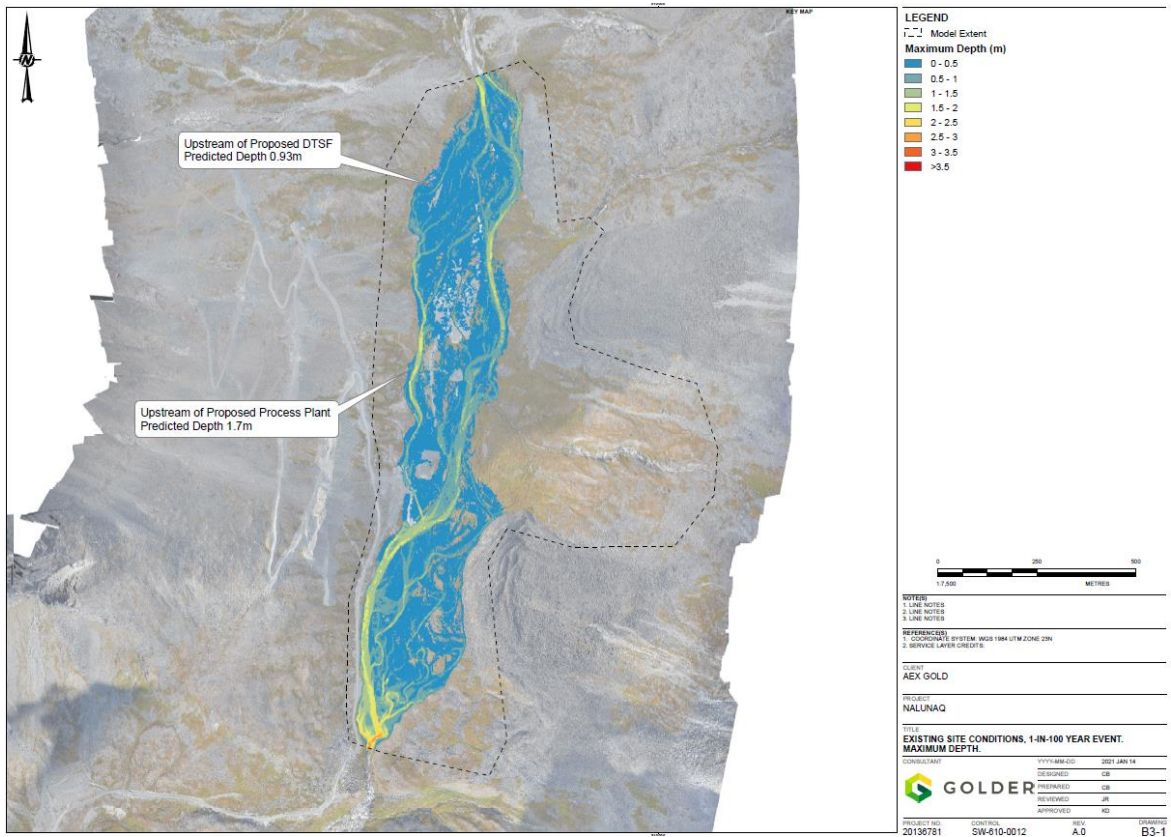 KEY MAP
N
Upstream of Proposed DTSF
Predicted Depth 0.93m
Upstream of Proposed Process Plant
Predicted Depth 1.7m
LEGEND
Model Extent
Maximum Depth (m)
0 - 0.5
0.5 - 1
1 - 1.5
1.5 - 2
2 - 2.5
2.5 - 3
3 - 3.5
>3.5
0 250 500
1:7,500 METRES
NOTE(S)
1. LINE NOTES
2. LINE NOTES
3. LINE NOTES
REFERENCE(S)
1. COORDINATE SYSTEM: WGS 1984 UTM ZONE 23N
2. SERVICE LAYER CREDITS:
CLIENT
AEX GOLD
PROJECT
NALUNAQ
TITLE
EXISTING SITE CONDITIONS, 1-IN-100 YEAR EVENT.
MAXIMUM DEPTH.
CONSULTANT
YYYY-MM-DD 2021 JAN 14
DESIGNED CB
GOLDER
PREPARED CB
REVIEWED JR
APPROVED KD
PROJECT NO. CONTROL REV. DRAWING
20136781 SW-610-0012 A.0 B3-1